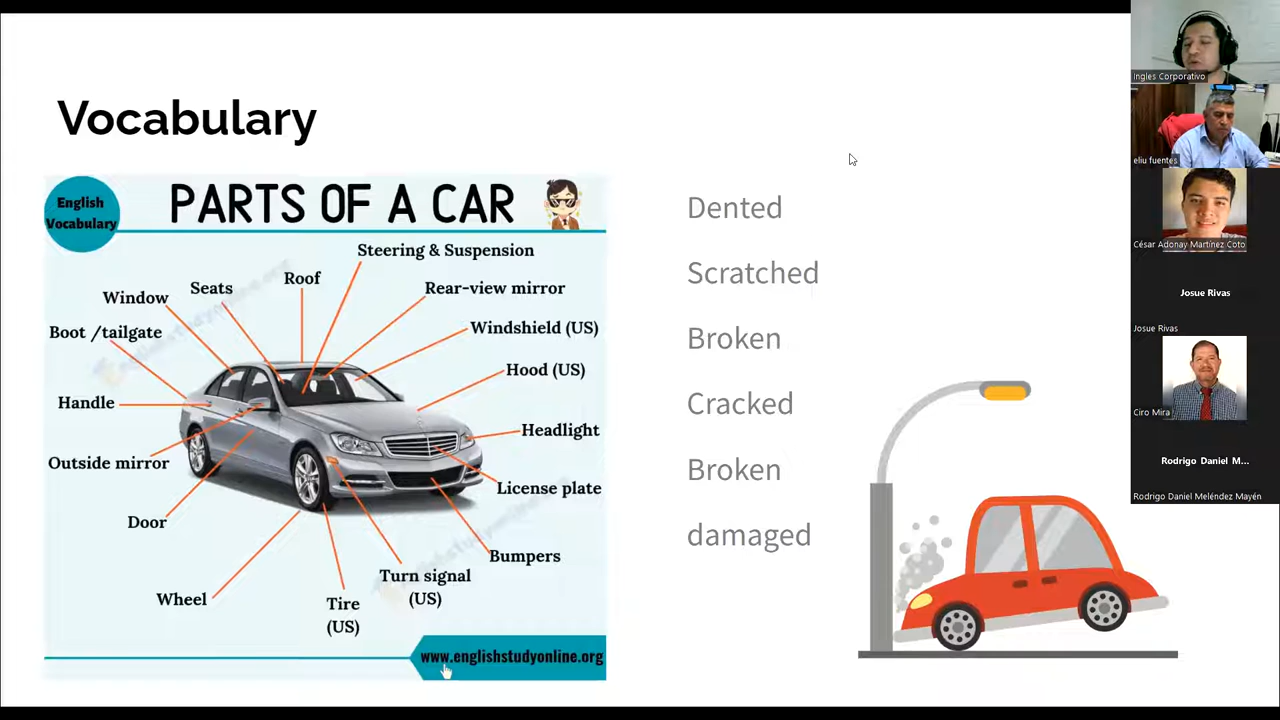 Vocabulary
English
Vocabulary
PARTS OF A CAR
Steering & Suspension
Roof
Seats
Rear-view mirror
Window
Windshield (US)
Boot /tailgate
Hood (US)
Handle
Headlight
Outside mirror
License plate
Door
Bumpers
Turn signal
(US)
Wheel
Tire
(US)
www.englishstudyonline.org
Dented
Scratched
Broken
Cracked
Broken
damaged
Ingles Corporativo
eliu fuentes
César Adonay Martínez Coto
Josue Rivas
Josue Rivas
Ciro Mira
Rodrigo Daniel M...
Rodrigo Daniel Meléndez Mayén